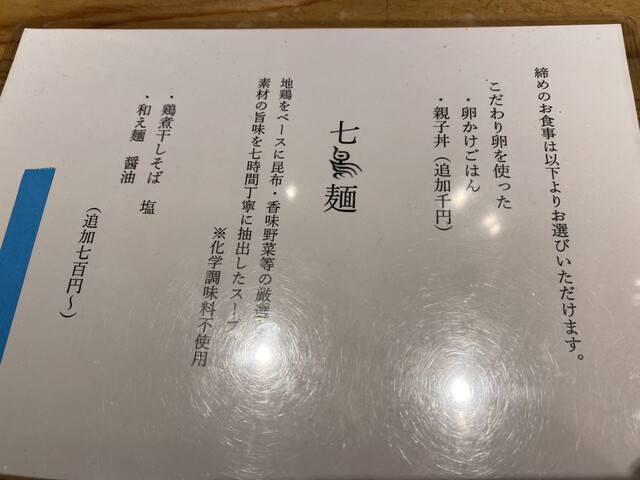 締めのお食事は以下よりお選びいただけます。
こだわり卵を使った
・卵かけごはん
・親子丼（追加千円）
七鳥麺
地鶏をベースに昆布・香味野菜等の厳選
素材の旨味を七時間丁寧に抽出したスープ
※化学調味料不使用
・鶏煮干しそば 塩
・和え麺 醤油
（追加七百円～）